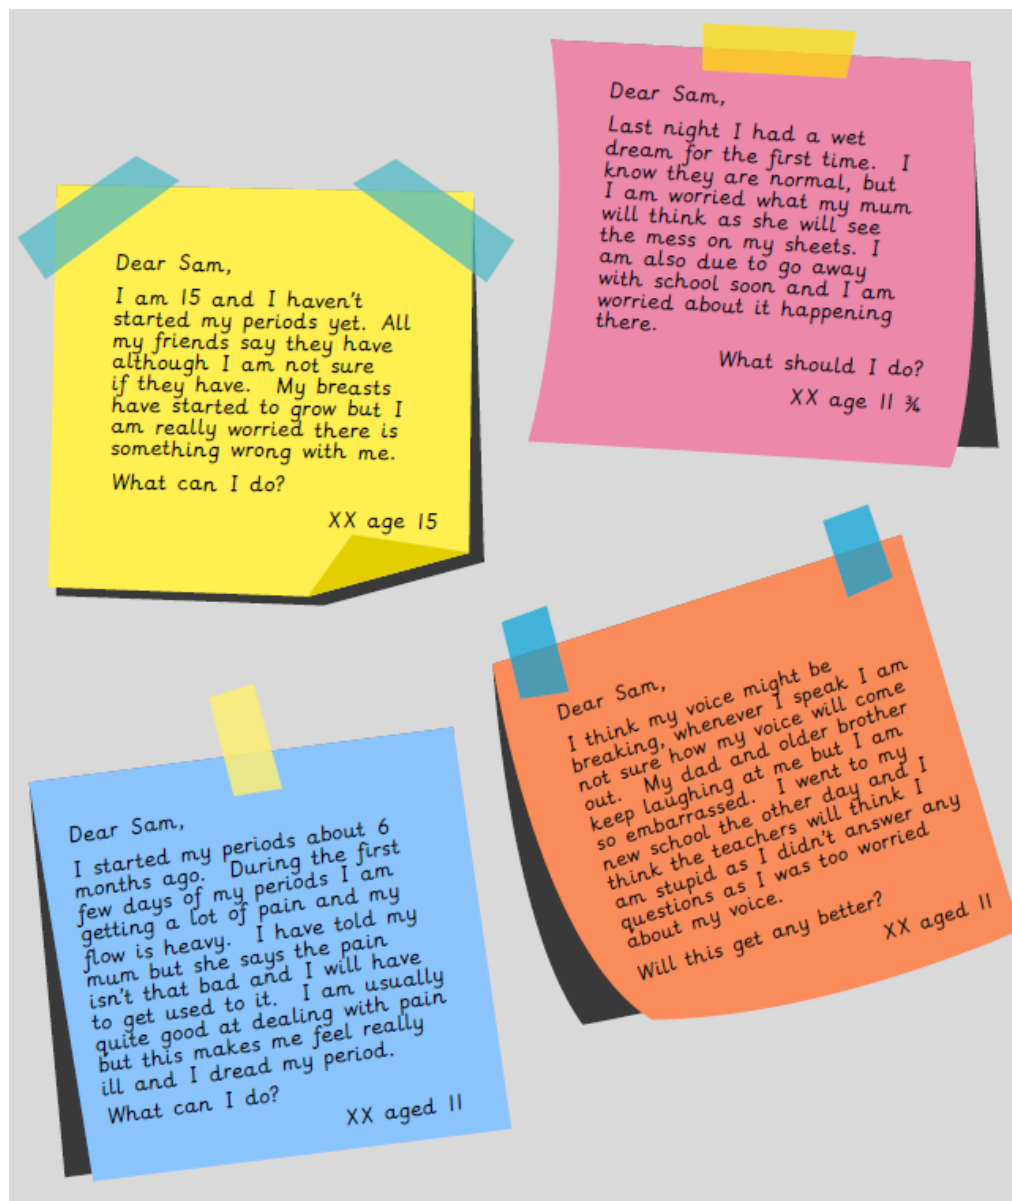 Dear Sam,
I am 15 and I haven't
started my periods yet. All
my friends say they have
although I am not sure
if they have. My breasts
have started to grow but I
am really worried there is
something wrong with me.
What can I do?
XX age 15
Dear Sam,
Last night I had a wet
dream for the first time. I
know they are normal, but
I am worried what my mum
will think as she will see
the mess on my sheets. I
am also due to go away
with school soon and I am
worried about it happening
there.
What should I do?
XX age 11 ¾
Dear Sam,
I started my periods about 6
months ago. During the first
few days of my periods I am
getting a lot of pain and my
flow is heavy. I have told my
mum but she says the pain
isn't that bad and I will have
to get used to it. I am usually
quite good at dealing with pain
but this makes me feel really
ill and I dread my period.
What can I do?
XX aged 11
Dear Sam,
I think my voice might be
breaking, whenever I speak I am
not sure how my voice will come
out. My dad and older brother
keep laughing at me but I am
so embarrassed. I went to my
new school the other day and I
think the teachers will think I
am stupid as I didn't answer any
questions as I was too worried
about my voice.
Will this get any better?
XX aged 11